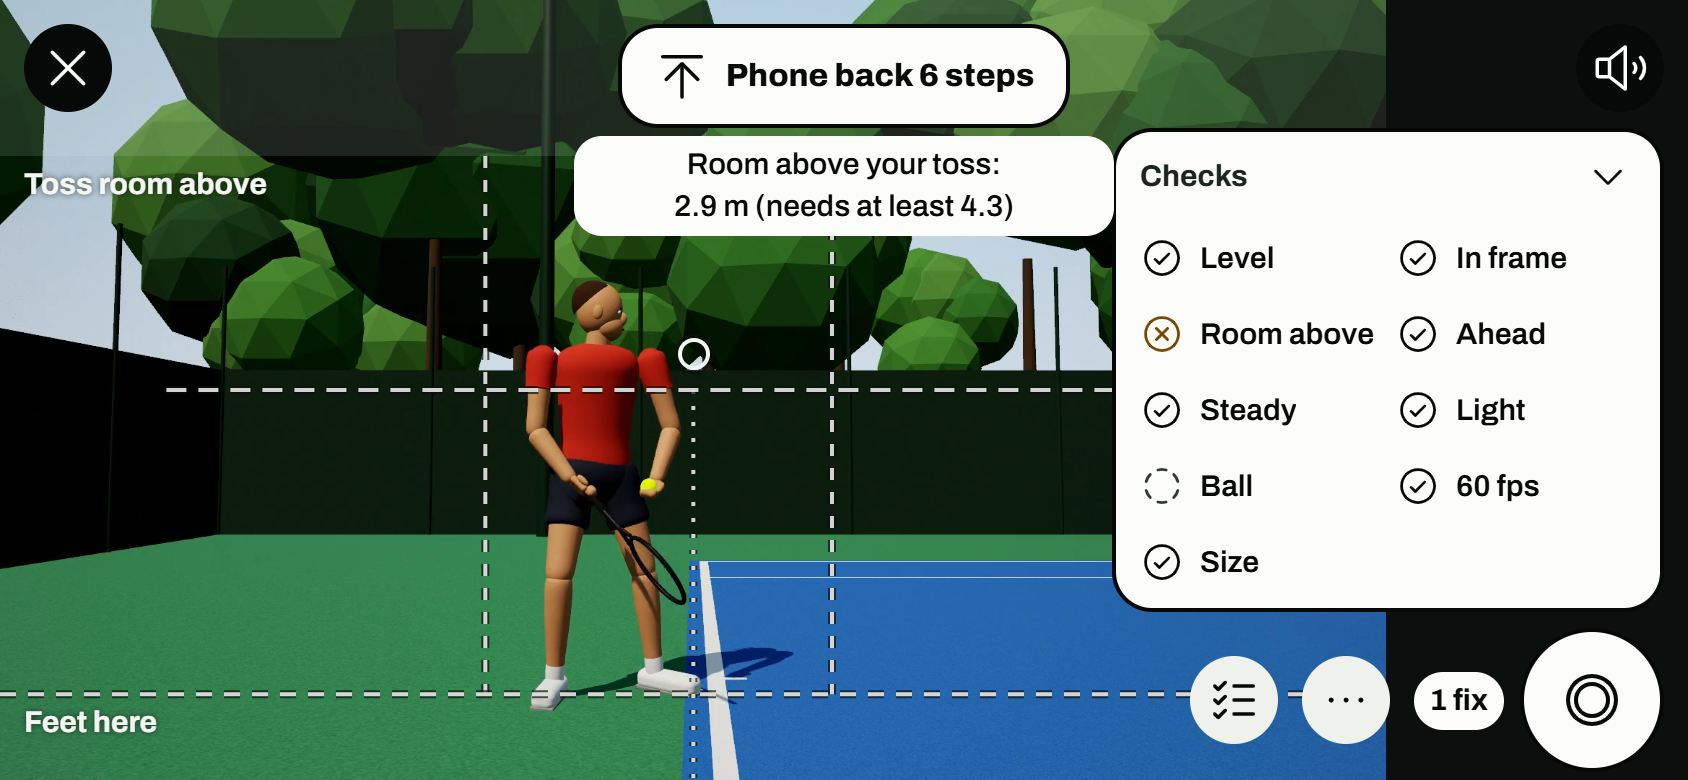 Phone back 6 steps
Room above your toss:
2.9 m (needs at least 4.3)
Toss room above
Checks
Level
In frame
Room above
Ahead
Steady
Light
Ball
60 fps
Size
Feet here
1 fix